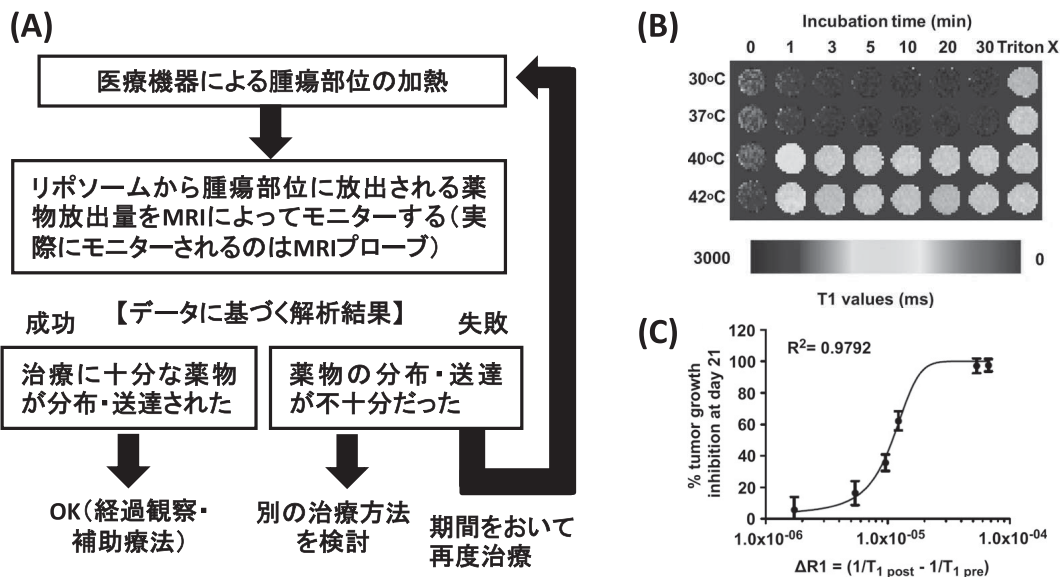 (A)
医療機器による腫瘍部位の加熱
リポソームから腫瘍部位に放出される薬
物放出量をMRIによってモニターする(実
際にモニターされるのはMRIプローブ)
【データに基づく解析結果】
成功
失敗
治療に十分な薬物
が分布・送達された
薬物の分布・送達
が不十分だった
OK(経過観察・
補助療法)
別の治療方法
を検討
期間をおいて
再度治療
(B)
Incubation time (min)
0 1 3 5 10 20 30 Triton X
30ºC
37ºC
40ºC
42ºC
3000 0
T1 values (ms)
(C)
R²= 0.9792
% tumor growth
inhibition at day 21
120
100
80
60
40
20
0
1.0x10⁻⁰⁶ 1.0x10⁻⁰⁵ 1.0x10⁻⁰⁴
ΔR1 = (1/T₁ post - 1/T₁ pre)